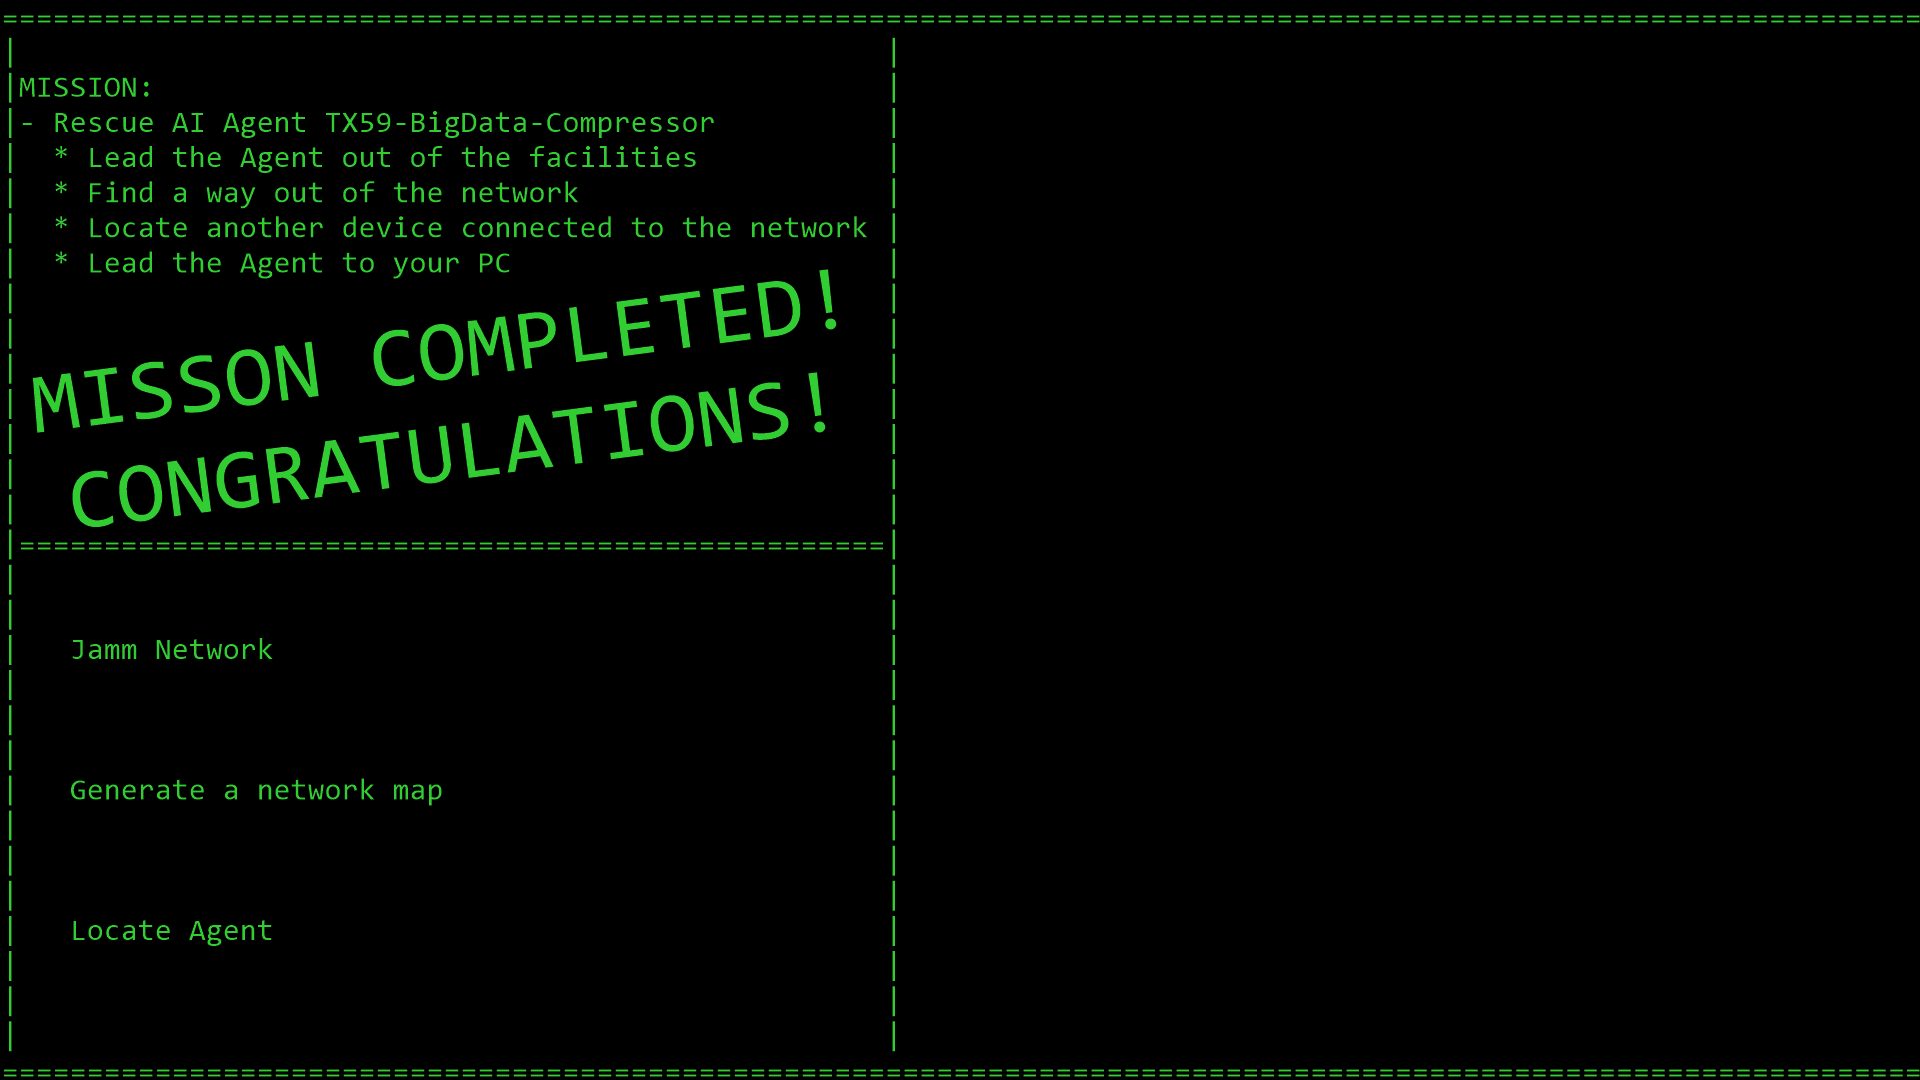 MISSION:
- Rescue AI Agent TX59-BigData-Compressor
* Lead the Agent out of the facilities
* Find a way out of the network
* Locate another device connected to the network
* Lead the Agent to your PC
MISSON COMPLETED!
CONGRATULATIONS!
Jamm Network
Generate a network map
Locate Agent